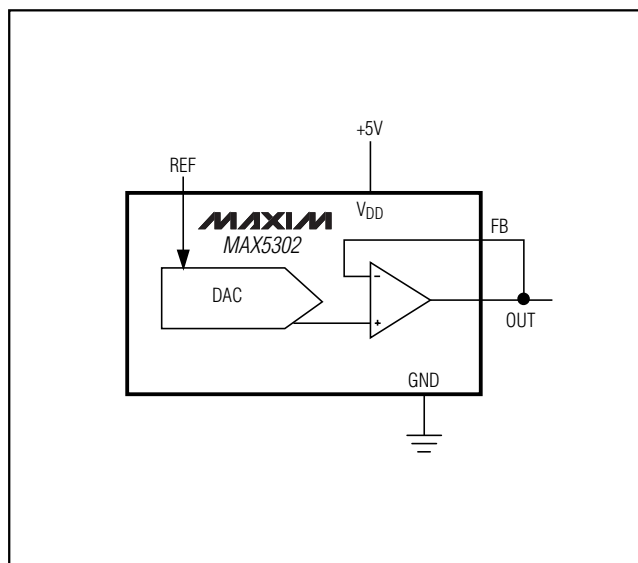 +5V
REF
VDD
MAXIM
MAX5302
FB
DAC
-
+
OUT
GND